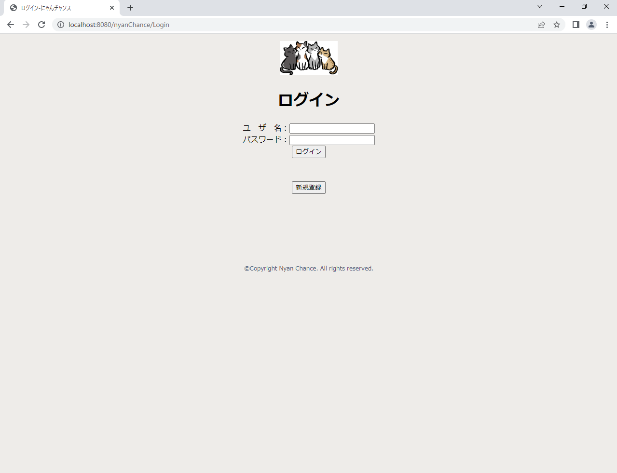 ログイン-にゃんチャンス
localhost:8080/nyanChance/Login
ログイン
ユ ー ザ 名：
パスワード：
ログイン
新規登録
©Copyright Nyan Chance. All rights reserved.